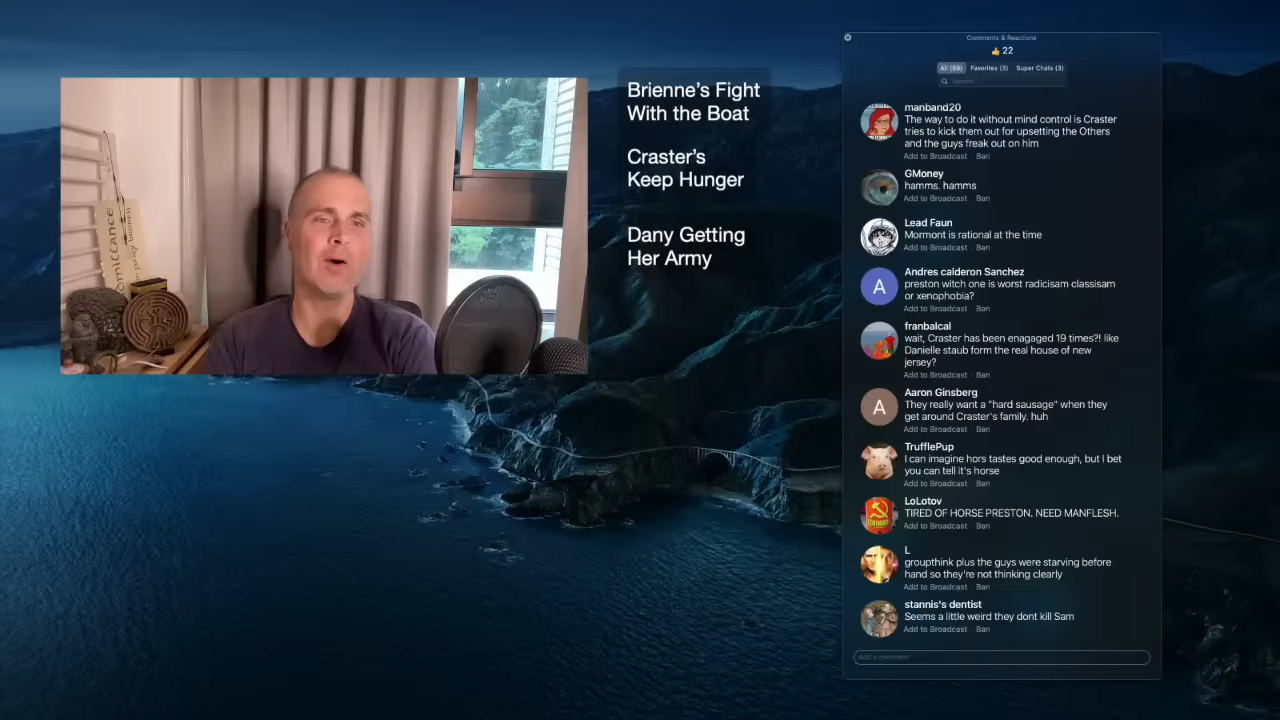 Brienne's Fight
With the Boat
Craster's
Keep Hunger
Dany Getting
Her Army
Comments & Reactions
👍 22
All (69) Favorites (3) Super Chats (3)
Search
manband20
The way to do it without mind control is Craster
tries to kick them out for upsetting the Others
and the guys freak out on him
Add to Broadcast · Ban
GMoney
hamms. hamms
Add to Broadcast · Ban
Lead Faun
Mormont is rational at the time
Add to Broadcast · Ban
A
Andres calderon Sanchez
preston witch one is worst radicisam classisam
or xenophobia?
Add to Broadcast · Ban
franbalcal
wait, Craster has been enagaged 19 times?! like
Danielle staub form the real house of new
jersey?
Add to Broadcast · Ban
A
Aaron Ginsberg
They really want a "hard sausage" when they
get around Craster's family. huh
Add to Broadcast · Ban
TrufflePup
I can imagine hors tastes good enough, but I bet
you can tell it's horse
Add to Broadcast · Ban
LoLotov
TIRED OF HORSE PRESTON. NEED MANFLESH.
Add to Broadcast · Ban
L
groupthink plus the guys were starving before
hand so they're not thinking clearly
Add to Broadcast · Ban
stannis's dentist
Seems a little weird they dont kill Sam
Add to Broadcast · Ban
Add a comment